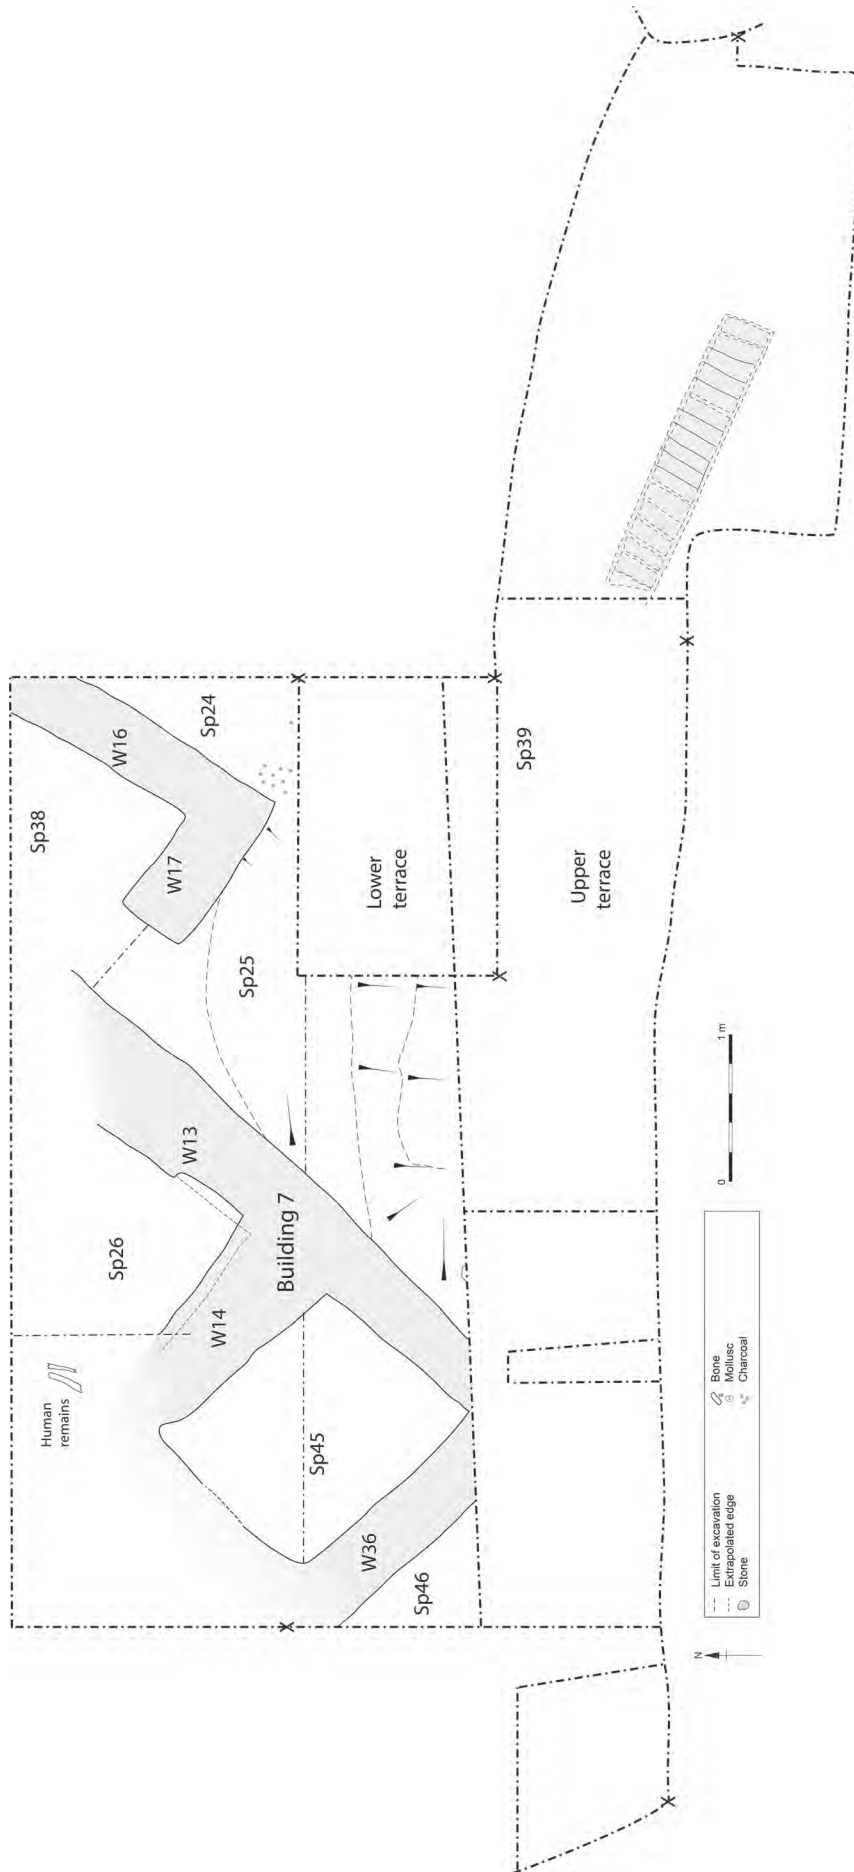 Human
remains
Sp26
Sp38
W14
W13
W17
W16
Building 7
Sp25
Sp24
Sp45
W36
Sp46
Lower
terrace
Sp39
Upper
terrace
N
Limit of excavation
Extrapolated edge
Stone
Bone
Mollusc
Charcoal
0
1 m